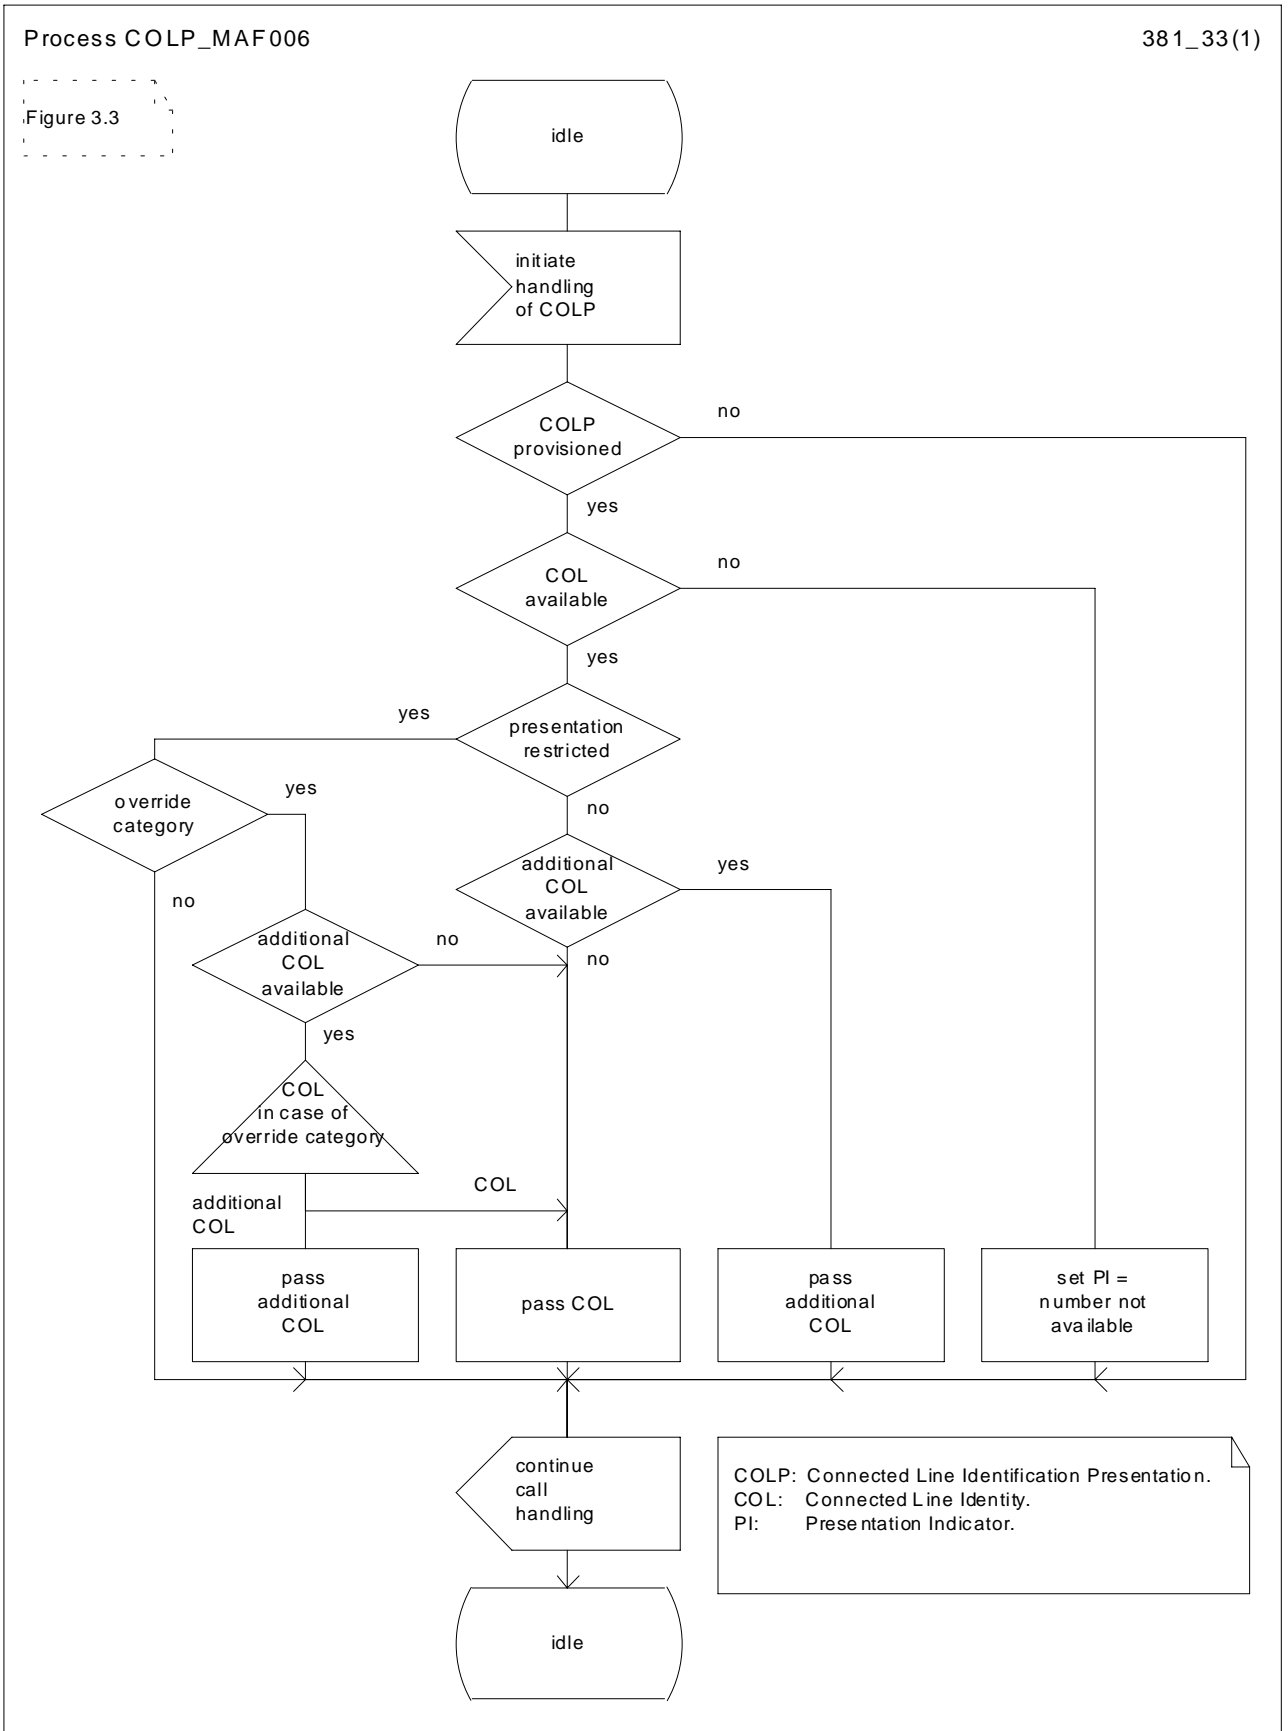 Process COLP_MAF006
381_33(1)
Figure 3.3
idle
initiate
handling
of COLP
COLP
provisioned
no
yes
COL
available
no
yes
presentation
restricted
yes
no
override
category
yes
no
additional
COL
available
yes
no
additional
COL
available
no
yes
COL
in case of
override category
additional
COL
COL
pass
additional
COL
pass COL
pass
additional
COL
set PI =
number not
available
continue
call
handling
COLP: Connected Line Identification Presentation.
COL: Connected Line Identity.
PI: Presentation Indicator.
idle